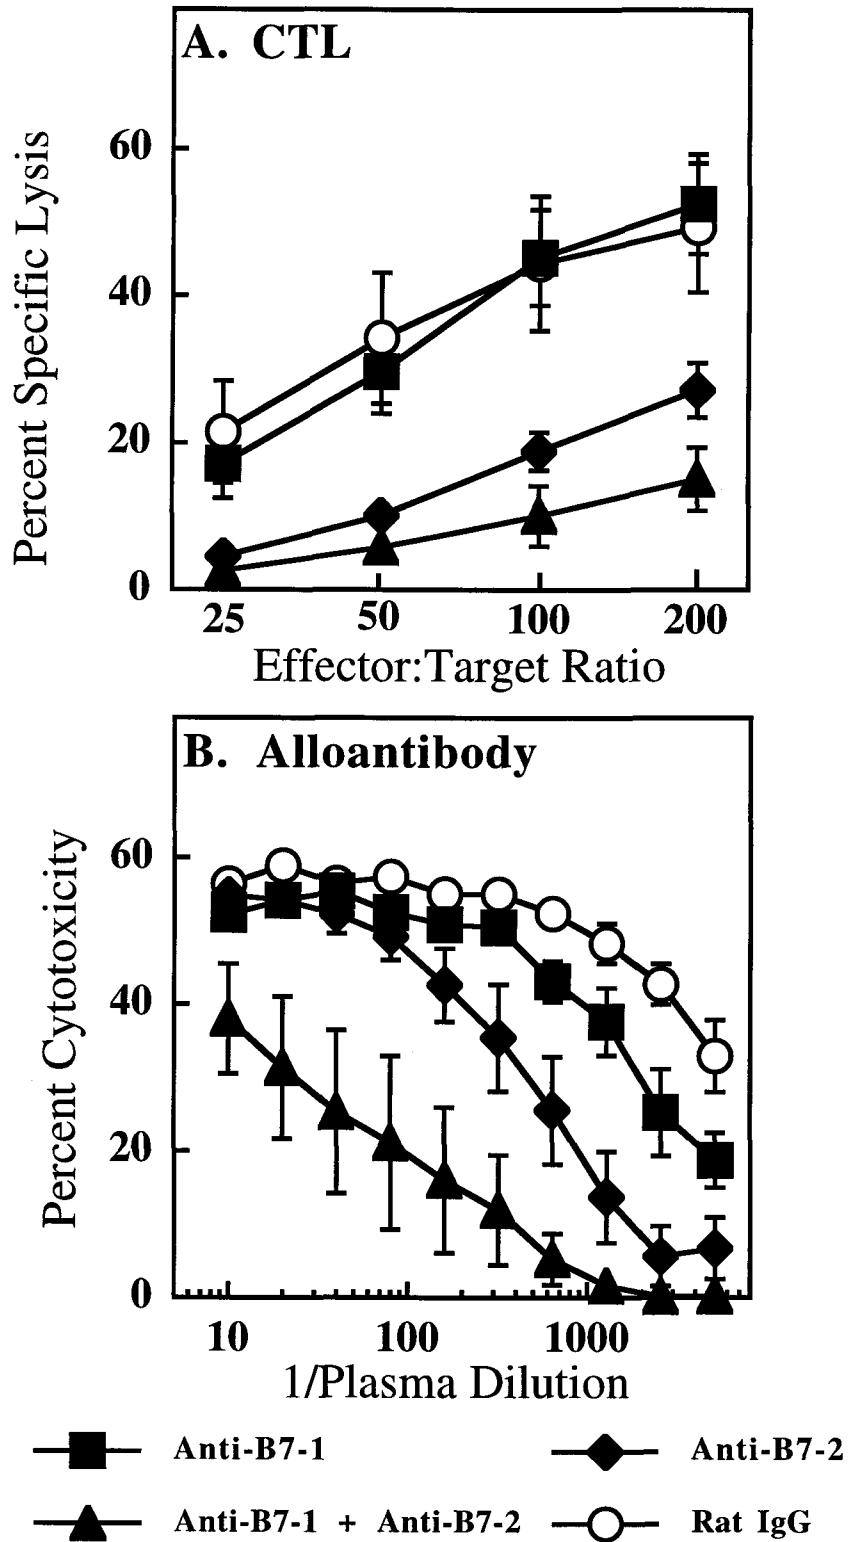 A. CTL
Percent Specific Lysis
60
40
20
0
25 50 100 200
Effector:Target Ratio
B. Alloantibody
Percent Cytotoxicity
60
40
20
0
10 100 1000
1/Plasma Dilution
Anti-B7-1 Anti-B7-2
Anti-B7-1 + Anti-B7-2 Rat IgG